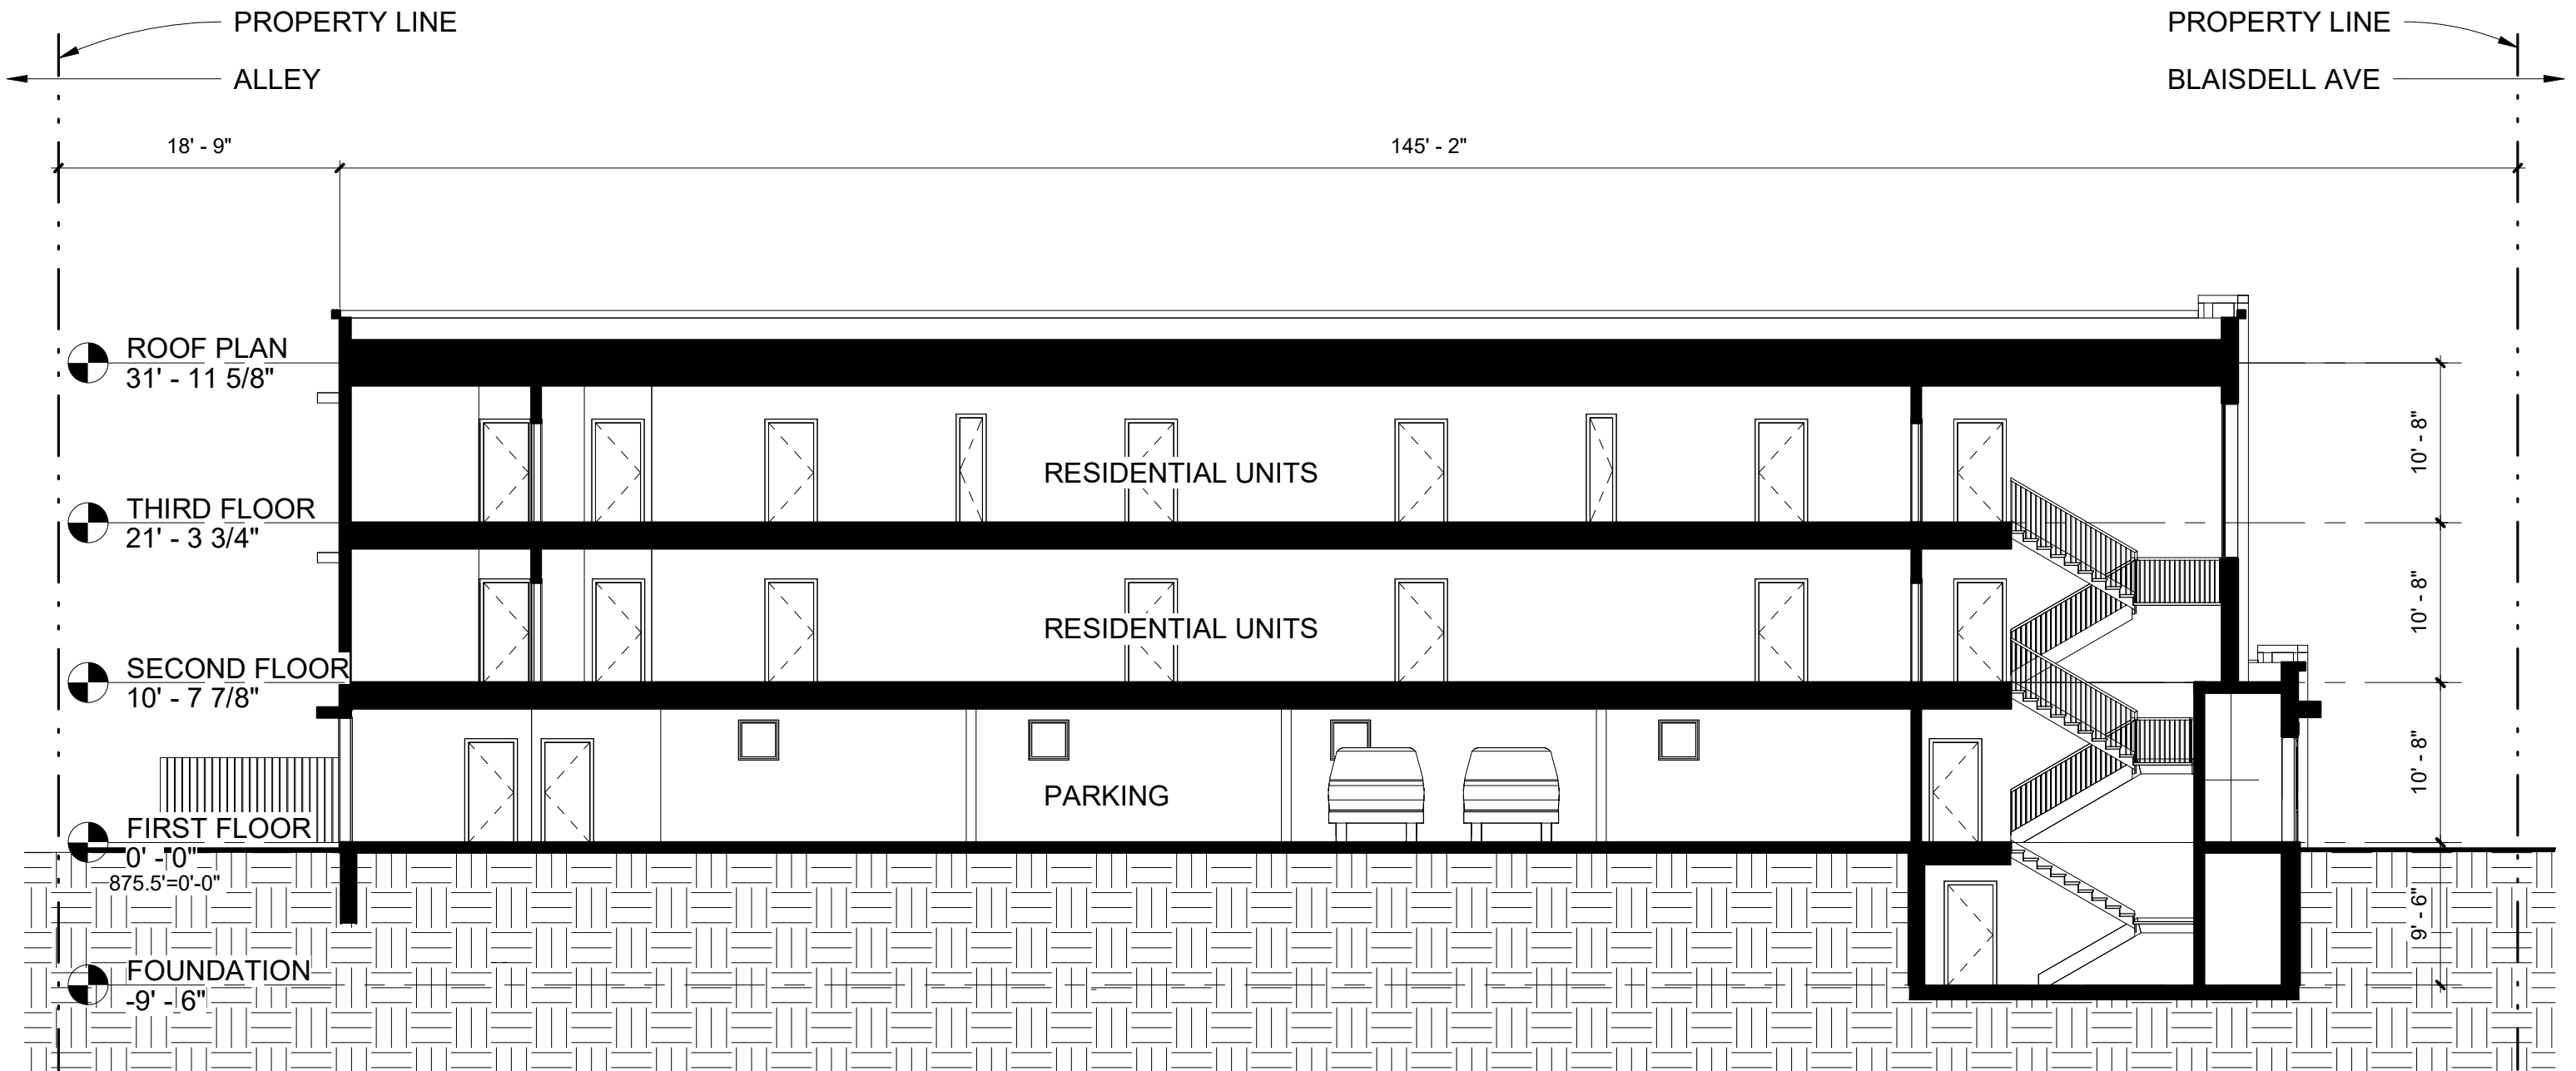 PROPERTY LINE
PROPERTY LINE
ALLEY
BLAISDELL AVE
18' - 9"
145' - 2"
ROOF PLAN
31' - 11 5/8"
10' - 8"
RESIDENTIAL UNITS
THIRD FLOOR
21' - 3 3/4"
10' - 8"
RESIDENTIAL UNITS
SECOND FLOOR
10' - 7 7/8"
10' - 8"
PARKING
FIRST FLOOR
0' - 0"
875.5'=0'-0"
9' - 6"
FOUNDATION
-9' - 6"